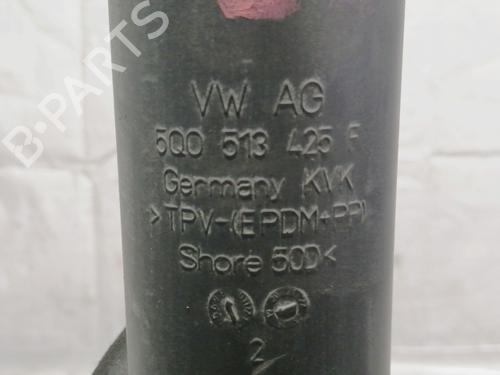 B-PARTS
VW AG
5Q0 513 425 F
Germany KVK
>TPV-(EPDM+PP)
Shore 50D<
2